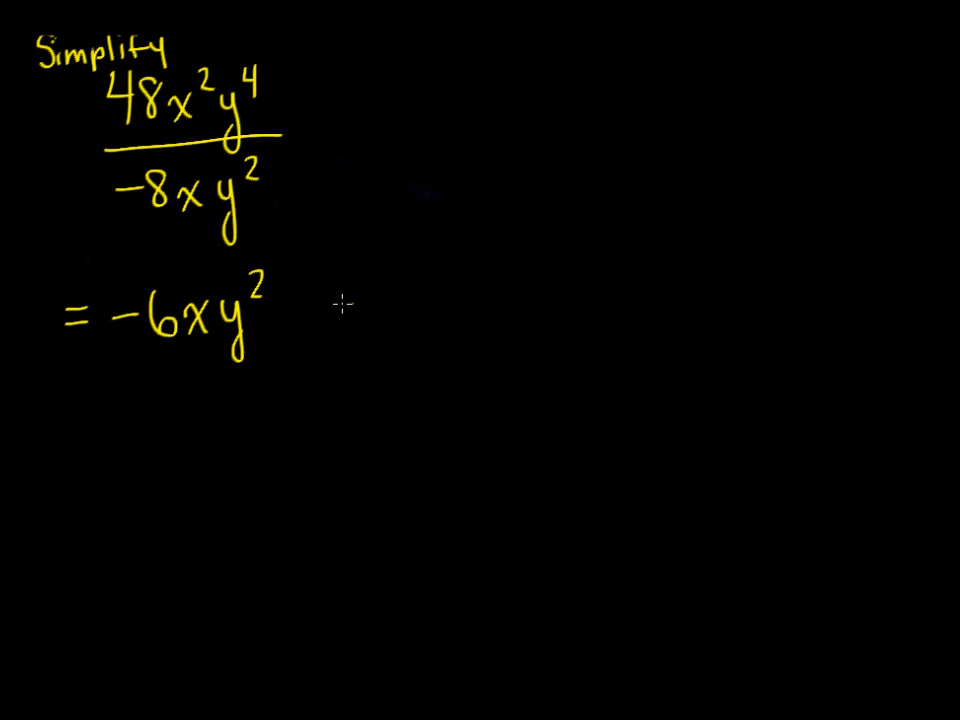 Simplify
48x²y⁴
-8xy²
= -6xy²